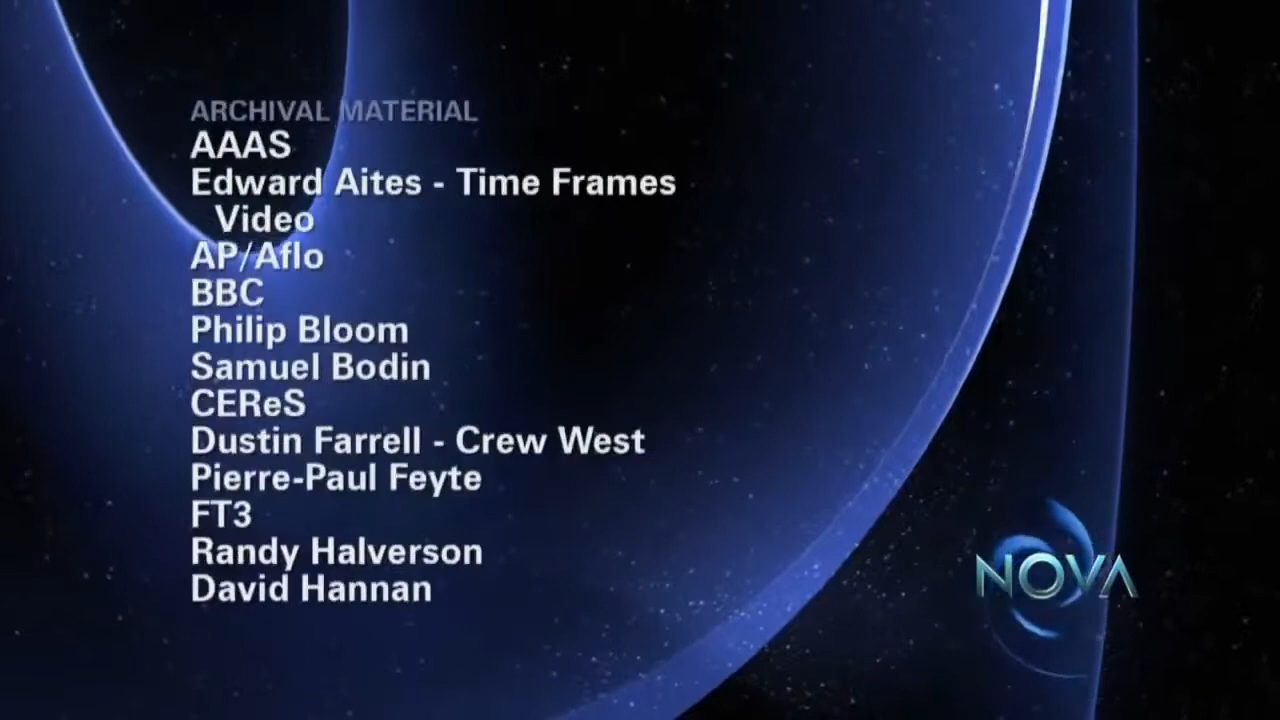 ARCHIVAL MATERIAL
AAAS
Edward Aites - Time Frames
Video
AP/Aflo
BBC
Philip Bloom
Samuel Bodin
CEReS
Dustin Farrell - Crew West
Pierre-Paul Feyte
FT3
Randy Halverson
David Hannan
NOVA